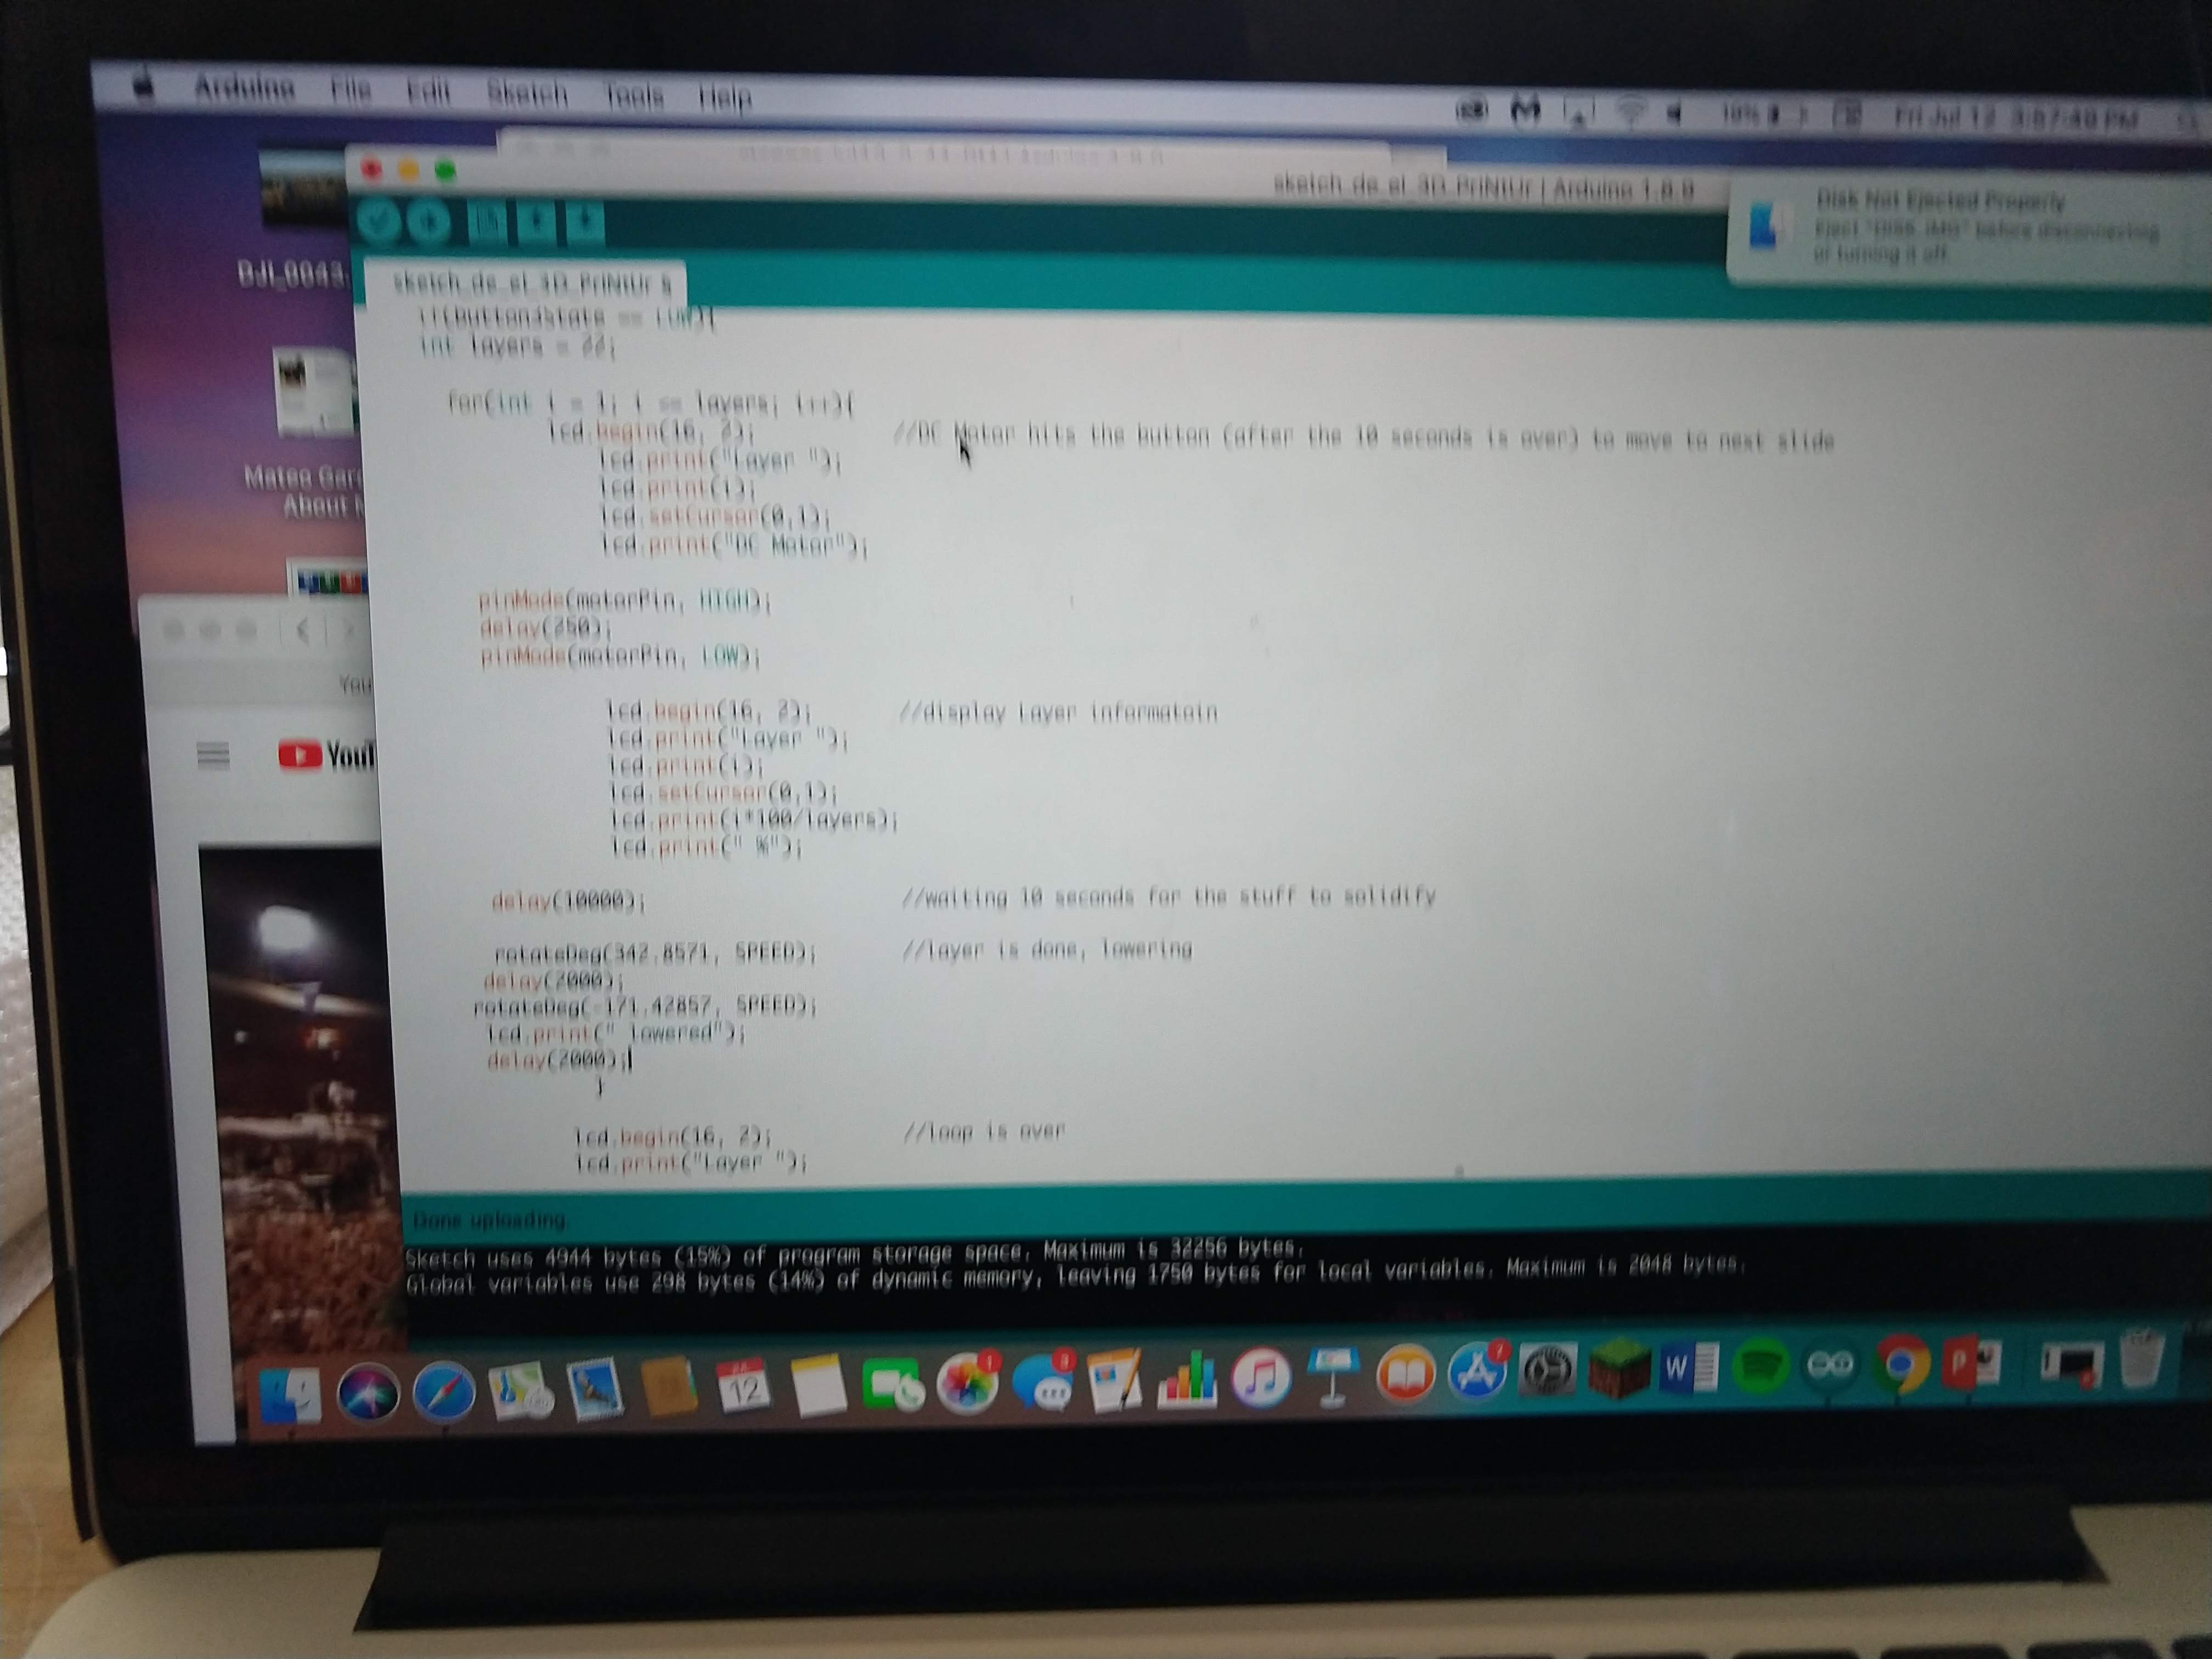 Arduino File Edit Sketch Tools Help
Fri Jul 12 3:57:40 PM
sketch_de_el_3D_PriNtUr | Arduino 1.8.9
Disk Not Ejected Properly
Eject before disconnecting
or turning it off.
DJI_0043.
sketch_de_el_3D_PriNtUr §
== LOW){
int layers = 22;
for(int i = 1; i <= layers; i++){
lcd.begin(16, 2); //DC Motor hits the button (after the 10 seconds is over) to move to next slide
lcd.print("Layer ");
lcd.print(i);
lcd.setCursor(0,1);
lcd.print("DC Motor");
Mateo
About
pinMode(motorPin, HIGH);
delay(250);
pinMode(motorPin, LOW);
lcd.begin(16, 2); //display Layer informatoin
lcd.print("Layer ");
lcd.print(i);
lcd.setCursor(0,1);
lcd.print(i*100/layers);
lcd.print(" %");
You
YouT
delay(10000); //waiting 10 seconds for the stuff to solidify
rotateDeg(342.8571, SPEED); //layer is done, lowering
delay(2000);
rotateDeg(-171.42857, SPEED);
lcd.print(" lowered");
delay(2000);
}
lcd.begin(16, 2); //loop is over
lcd.print("Layer ");
Done uploading.
Sketch uses 4944 bytes (15%) of program storage space. Maximum is 32256 bytes.
Global variables use 298 bytes (14%) of dynamic memory, leaving 1750 bytes for local variables. Maximum is 2048 bytes.
12
W
P